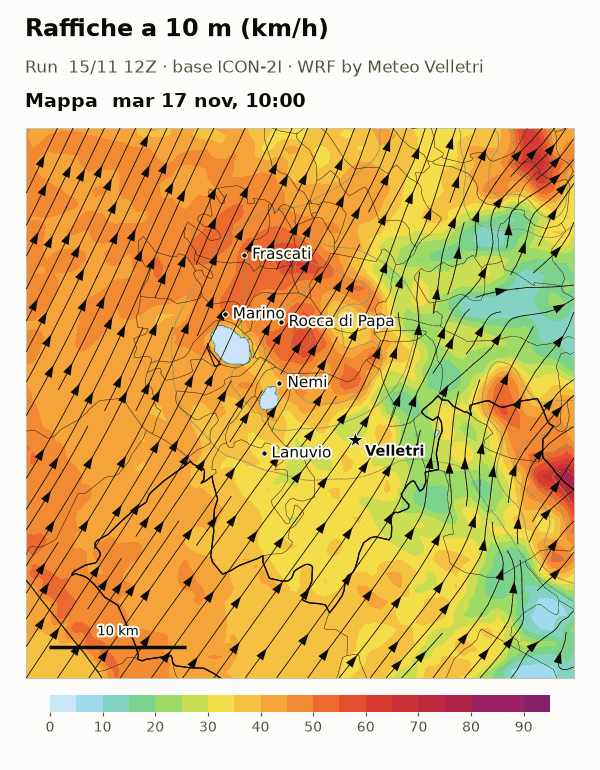 Raffiche a 10 m (km/h)
Run  15/11 12Z · base ICON-2I · WRF by Meteo Velletri
Mappa  mar 17 nov, 10:00
Frascati
Marino
Rocca di Papa
Nemi
Velletri
Lanuvio
10 km
0 10 20 30 40 50 60 70 80 90